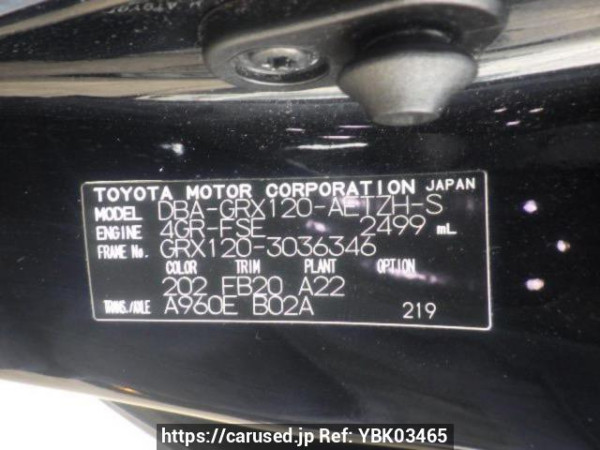 TOYOTA MOTOR CORPORATION JAPAN
MODEL DBA-GRX120-AETZH-S
ENGINE 4GR-FSE 2499 mL
FRAME No. GRX120-3036346
COLOR TRIM PLANT OPTION
202 FB20 A22
TRANS./AXLE A960E B02A 219
https://carused.jp Ref: YBK03465